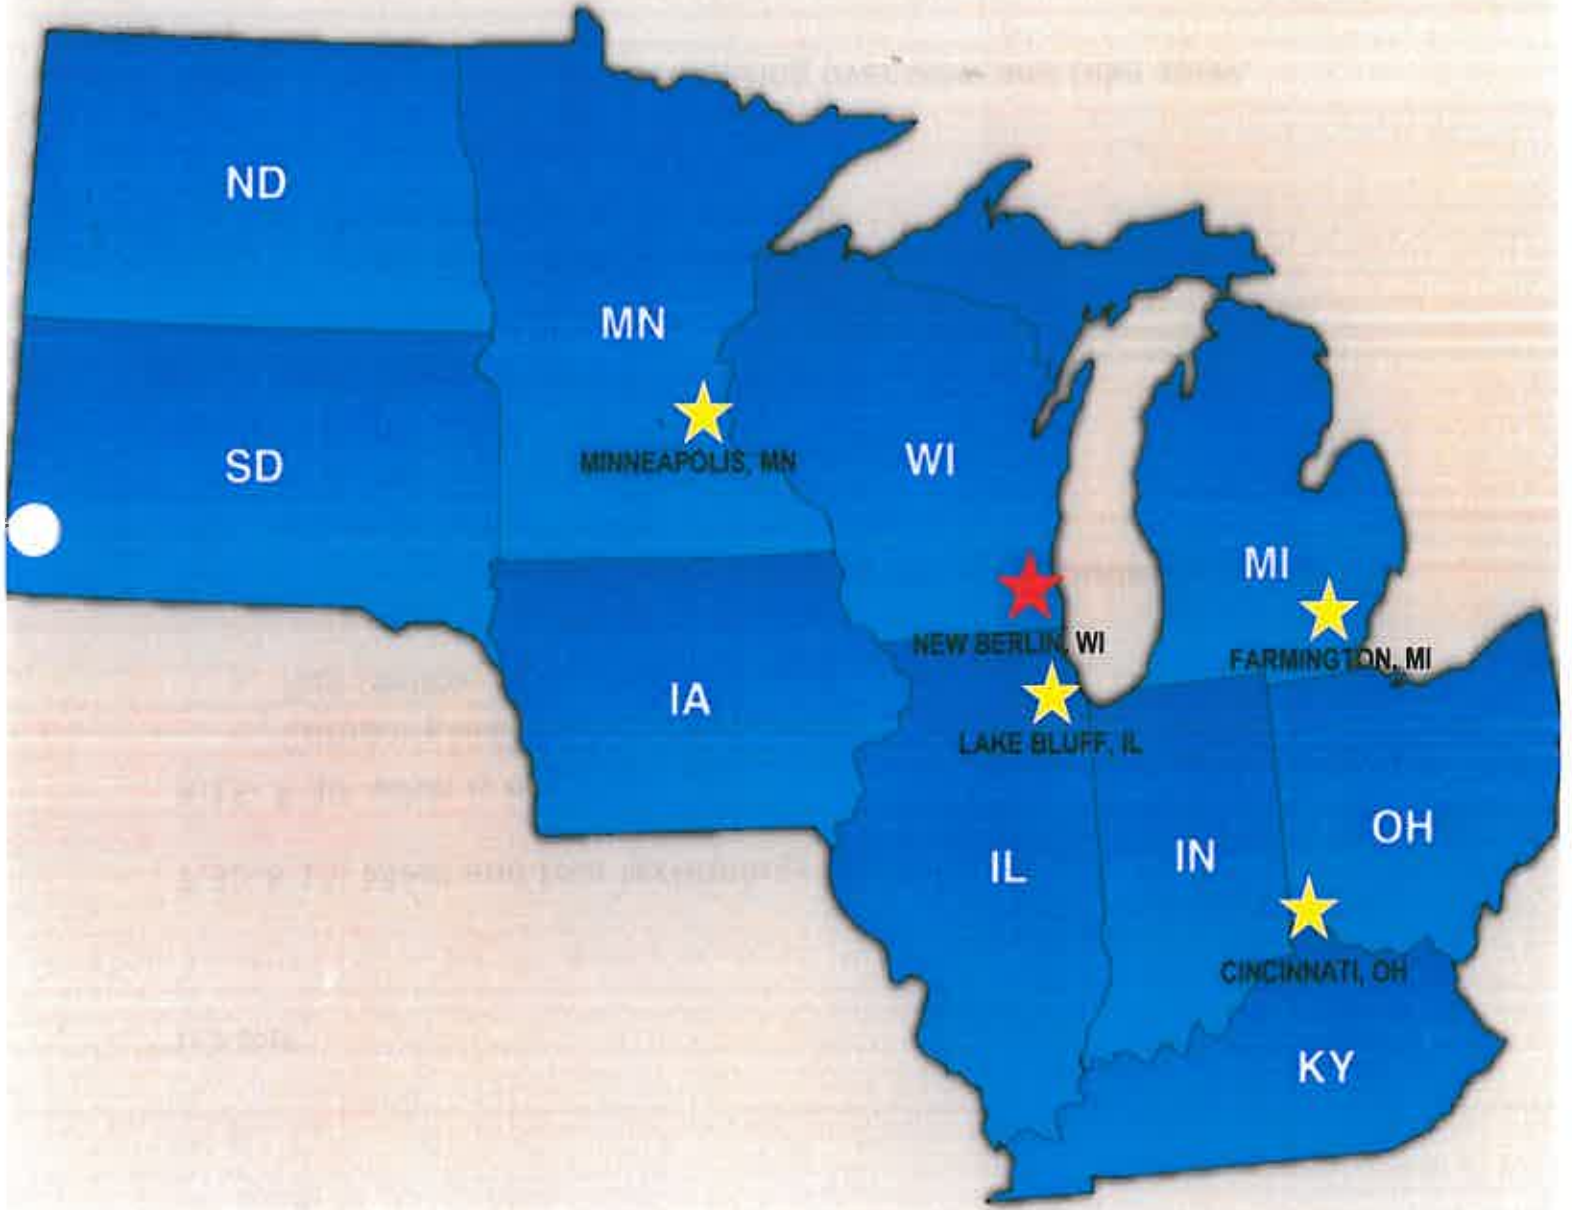 ND
MN
MINNEAPOLIS, MN
SD
WI
MI
NEW BERLIN, WI
FARMINGTON, MI
IA
LAKE BLUFF, IL
OH
IL
IN
CINCINNATI, OH
KY